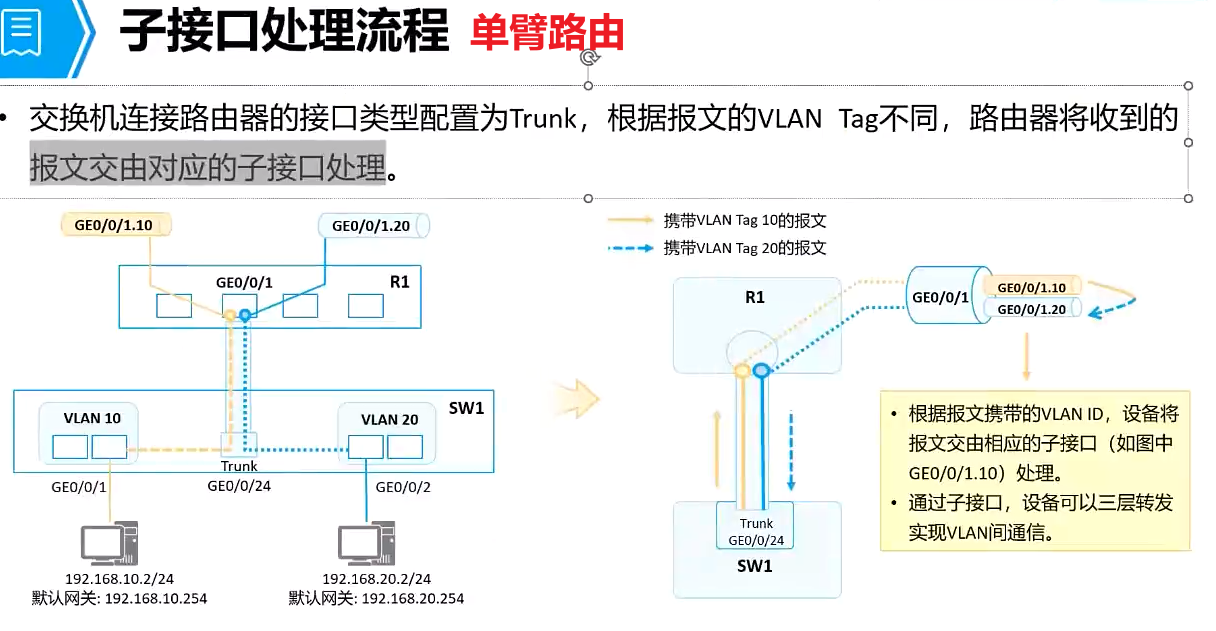 子接口处理流程 单臂路由
• 交换机连接路由器的接口类型配置为Trunk，根据报文的VLAN Tag不同，路由器将收到的
报文交由对应的子接口处理。
GE0/0/1.10
GE0/0/1.20
GE0/0/1
R1
VLAN 10
VLAN 20
SW1
Trunk
GE0/0/1
GE0/0/24
GE0/0/2
192.168.10.2/24
默认网关: 192.168.10.254
192.168.20.2/24
默认网关: 192.168.20.254
携带VLAN Tag 10的报文
携带VLAN Tag 20的报文
R1
GE0/0/1
GE0/0/1.10
GE0/0/1.20
Trunk
GE0/0/24
SW1
• 根据报文携带的VLAN ID，设备将
报文交由相应的子接口（如图中
GE0/0/1.10）处理。
• 通过子接口，设备可以三层转发
实现VLAN间通信。